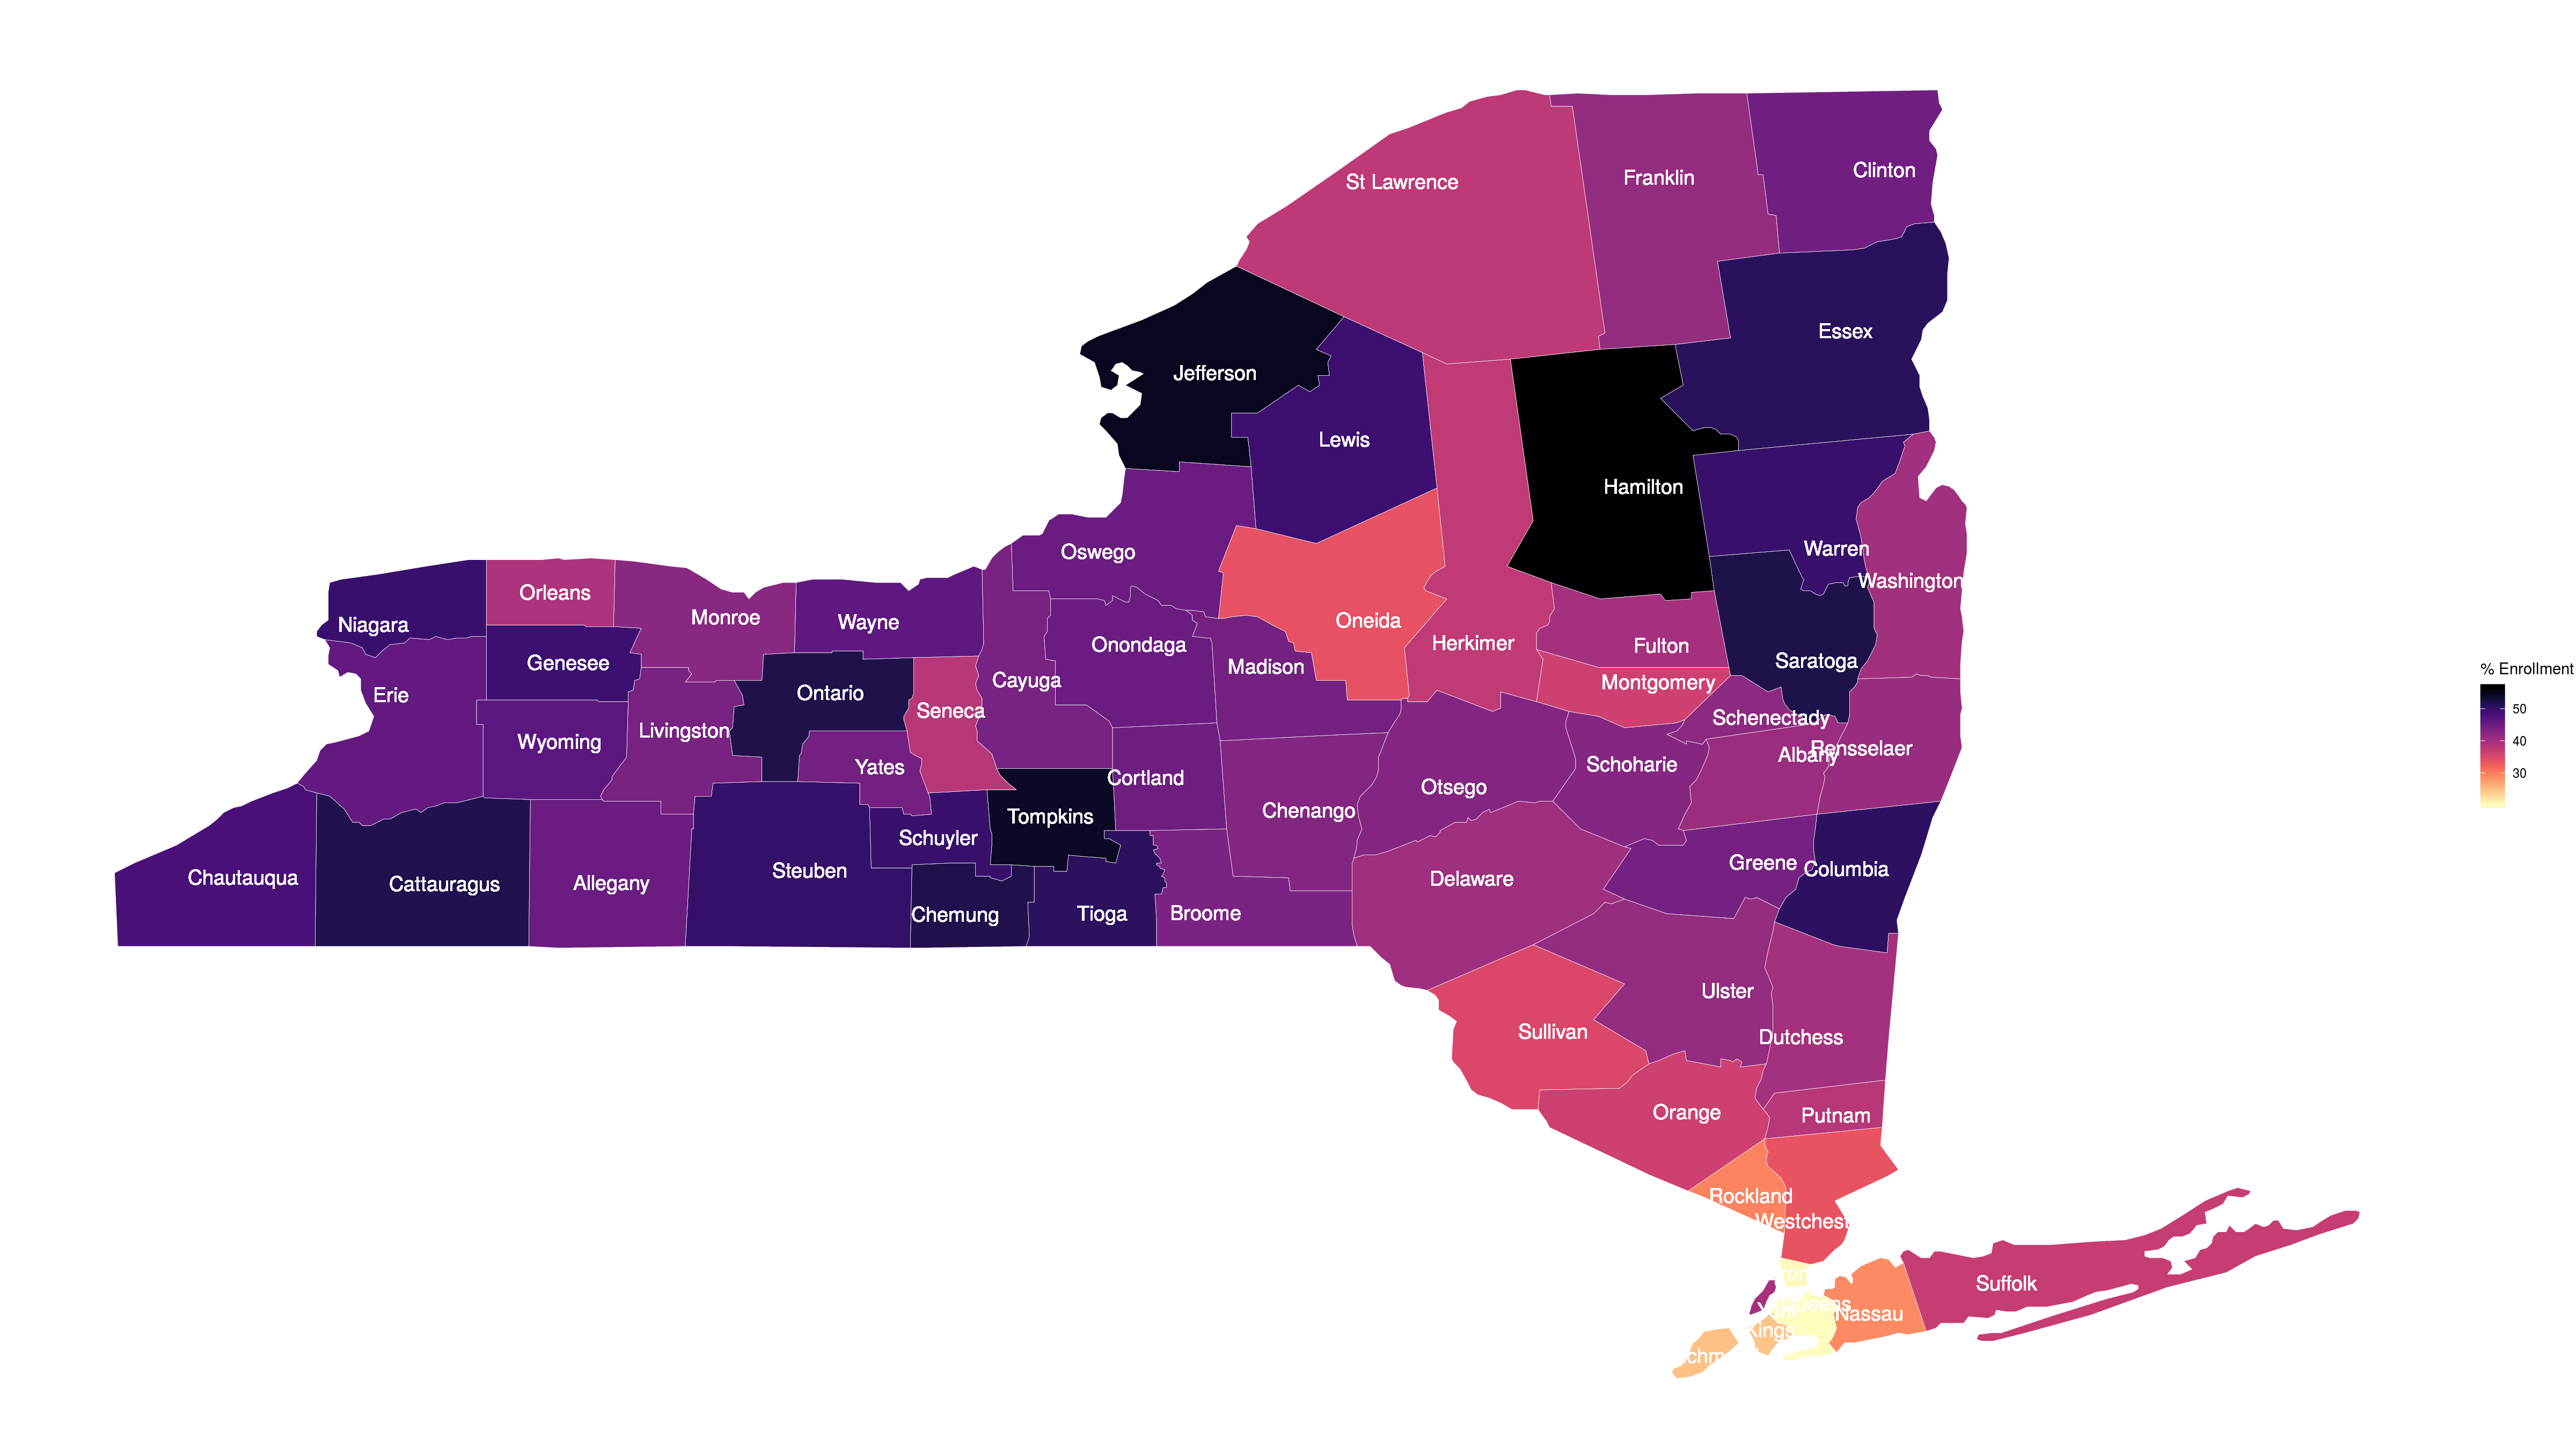 Clinton
Franklin
St Lawrence
Essex
Jefferson
Lewis
Hamilton
Warren
Oswego
Washington
Orleans
Monroe
Oneida
Wayne
Niagara
Herkimer
Onondaga
Fulton
Saratoga
Genesee
Madison
Cayuga
Montgomery
Ontario
Erie
Seneca
Schenectady
Livingston
Wyoming
Rensselaer
Albany
Schoharie
Yates
Cortland
Otsego
Chenango
Tompkins
Schuyler
Greene
Columbia
Steuben
Chautauqua
Delaware
Allegany
Cattauragus
Broome
Tioga
Chemung
Ulster
Sullivan
Dutchess
Orange
Putnam
Rockland
Westchest
Suffolk
Queens
Nassau
Kings
% Enrollment
50
40
30